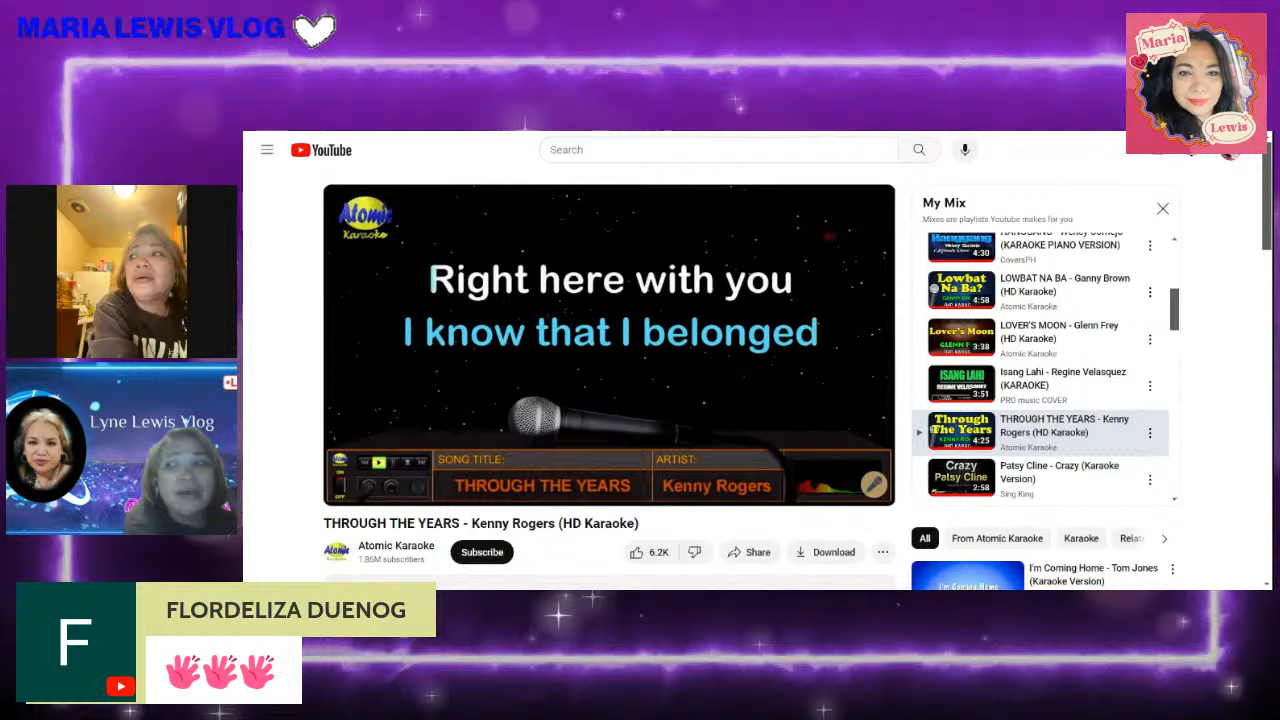 MARIA LEWIS VLOG
Maria
Lewis
YouTube
Search
Atomic
Karaoke
Right here with you
I know that I belonged
SONG TITLE:
ARTIST:
THROUGH THE YEARS
Kenny Rogers
ON
OFF
THROUGH THE YEARS - Kenny Rogers (HD Karaoke)
Atomic Karaoke
1.86M subscribers
Subscribe
6.2K
Share
Download
My Mix
Mixes are playlists Youtube makes for you
(KARAOKE PIANO VERSION)
CoversPH
4:30
LOWBAT NA BA? - Ganny Brown
(HD Karaoke)
Atomic Karaoke
Lowbat
Na Ba?
4:58
LOVER'S MOON - Glenn Frey
(HD Karaoke)
Atomic Karaoke
Lover's Moon
3:38
Isang Lahi - Regine Velasquez
(KARAOKE)
PRO music COVER
ISANG LAHI
3:51
THROUGH THE YEARS - Kenny
Rogers (HD Karaoke)
Atomic Karaoke
Through
The Years
4:25
Patsy Cline - Crazy (Karaoke
Version)
Sing King
Crazy
Patsy Cline
2:58
All
From Atomic Karaoke
Karaoke
I'm Coming Home - Tom Jones
(Karaoke Version)
I'm Coming Home
Lyne Lewis Vlog
F
FLORDELIZA DUENOG